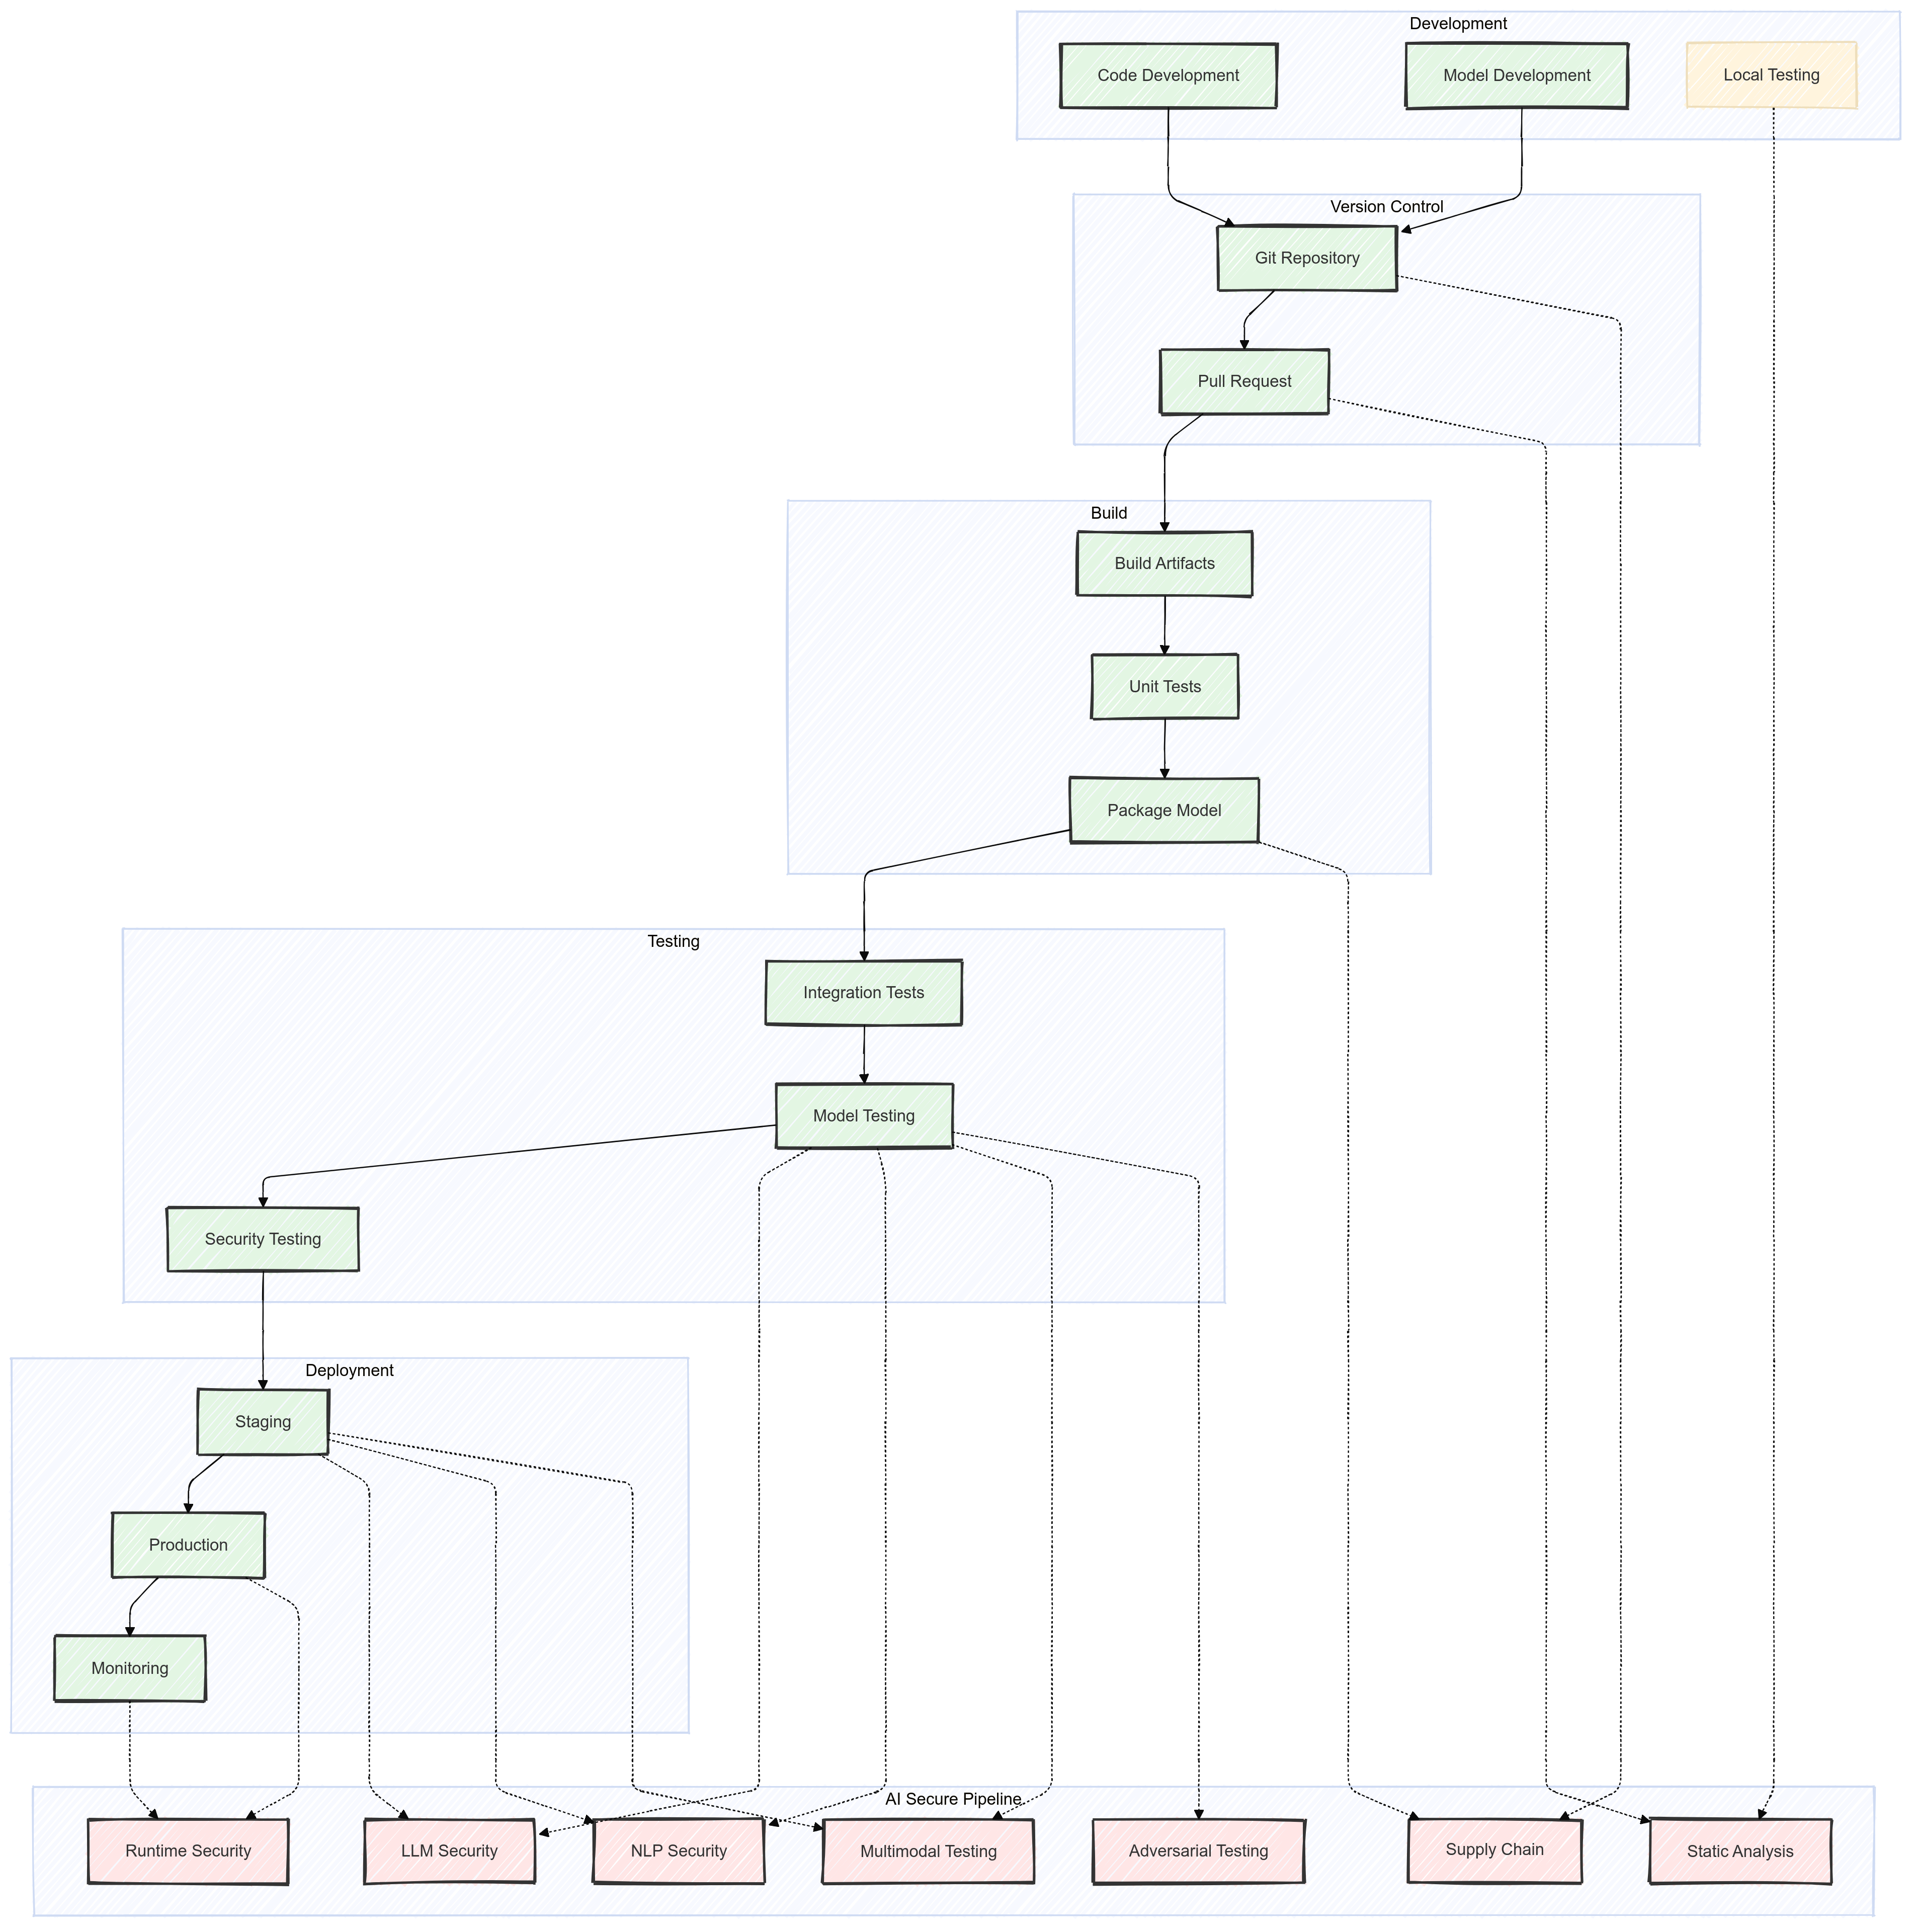 Development
Code Development
Model Development
Local Testing
Version Control
Git Repository
Pull Request
Build
Build Artifacts
Unit Tests
Package Model
Testing
Integration Tests
Model Testing
Security Testing
Deployment
Staging
Production
Monitoring
AI Secure Pipeline
Runtime Security
LLM Security
NLP Security
Multimodal Testing
Adversarial Testing
Supply Chain
Static Analysis